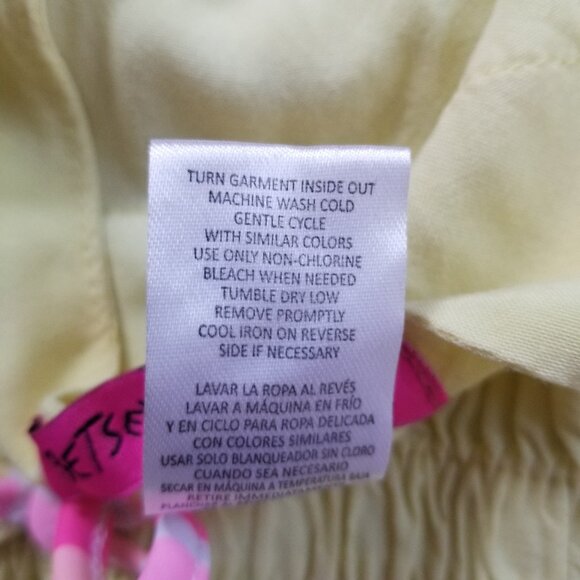 TURN GARMENT INSIDE OUT
MACHINE WASH COLD
GENTLE CYCLE
WITH SIMILAR COLORS
USE ONLY NON-CHLORINE
BLEACH WHEN NEEDED
TUMBLE DRY LOW
REMOVE PROMPTLY
COOL IRON ON REVERSE
SIDE IF NECESSARY
LAVAR LA ROPA AL REVÉS
LAVAR A MÁQUINA EN FRÍO
Y EN CICLO PARA ROPA DELICADA
CON COLORES SIMILARES
USAR SOLO BLANQUEADOR SIN CLORO
CUANDO SEA NECESARIO
SECAR EN MÁQUINA A TEMPERATURA BAJA
RETIRE